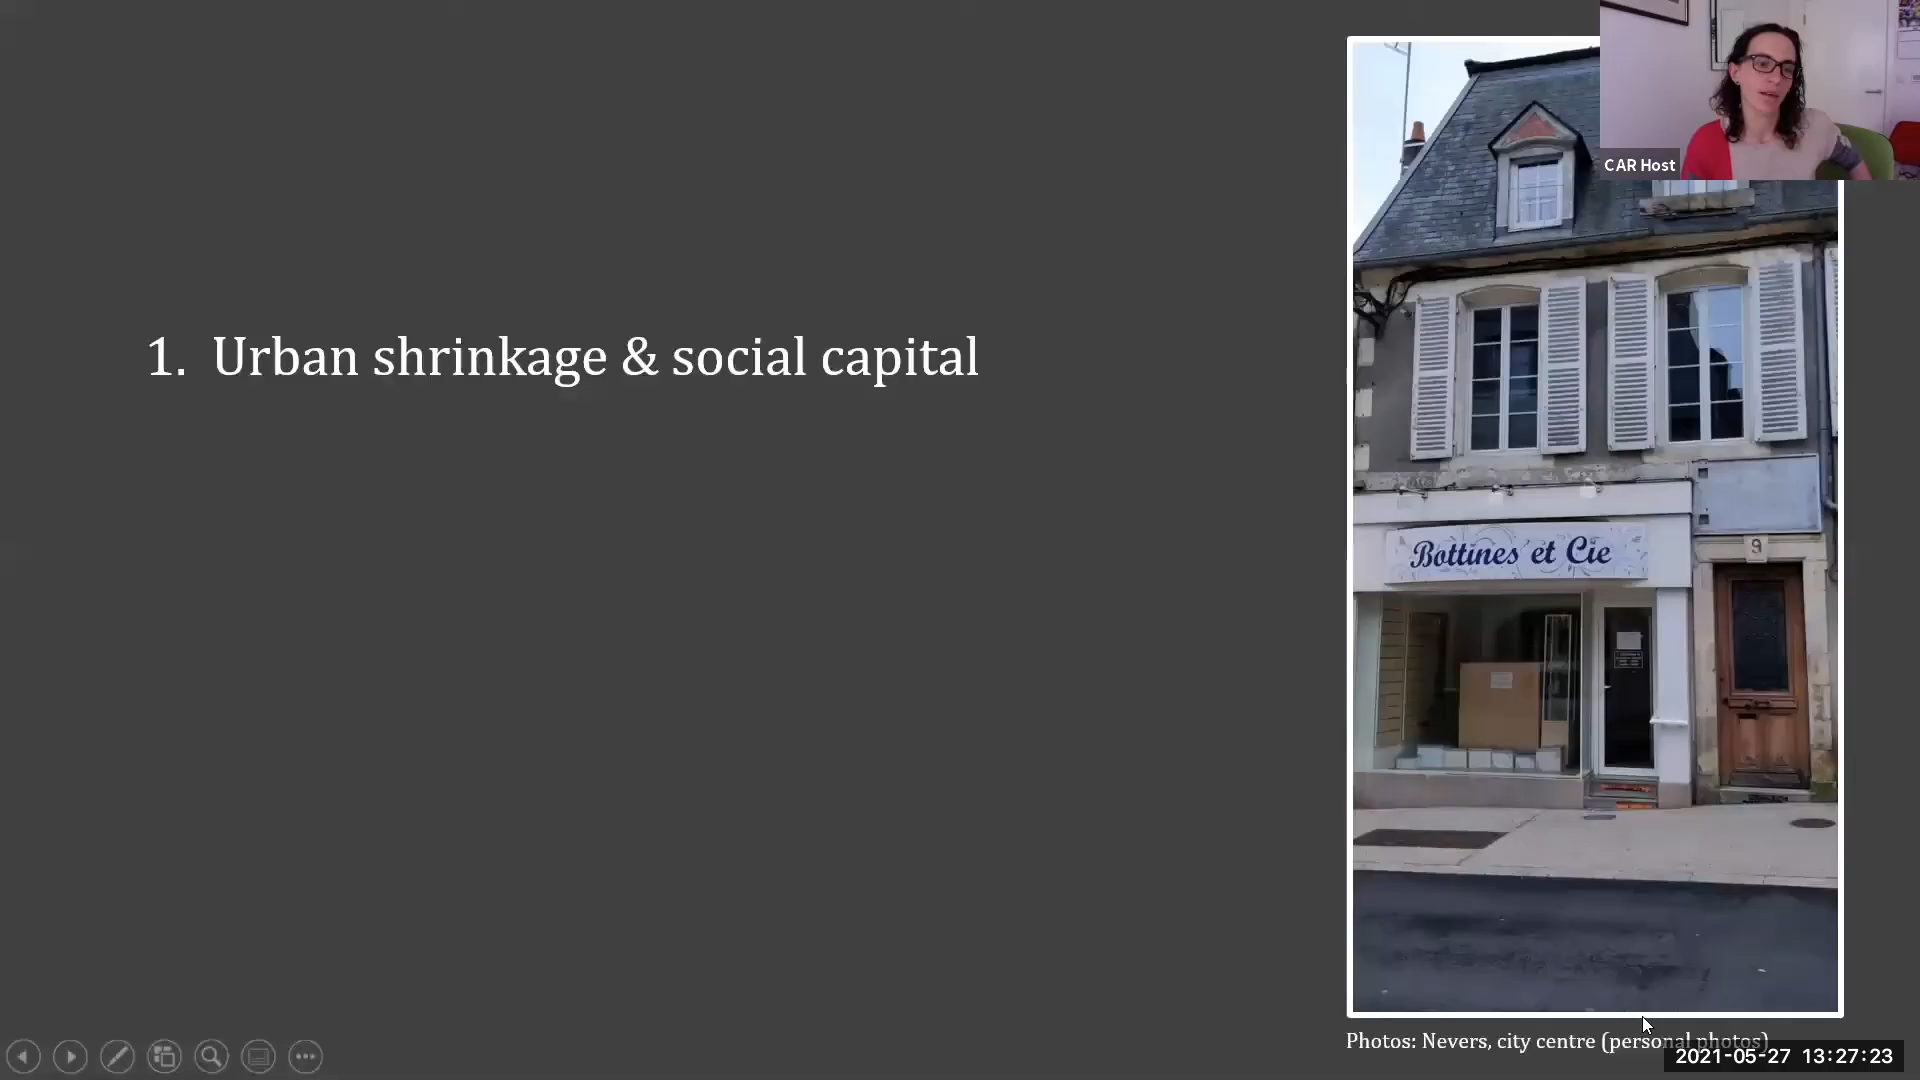 CAR Host
1. Urban shrinkage & social capital
Bottines et Cie
9
Photos: Nevers, city centre (personal photos)
2021-05-27 13:27:23